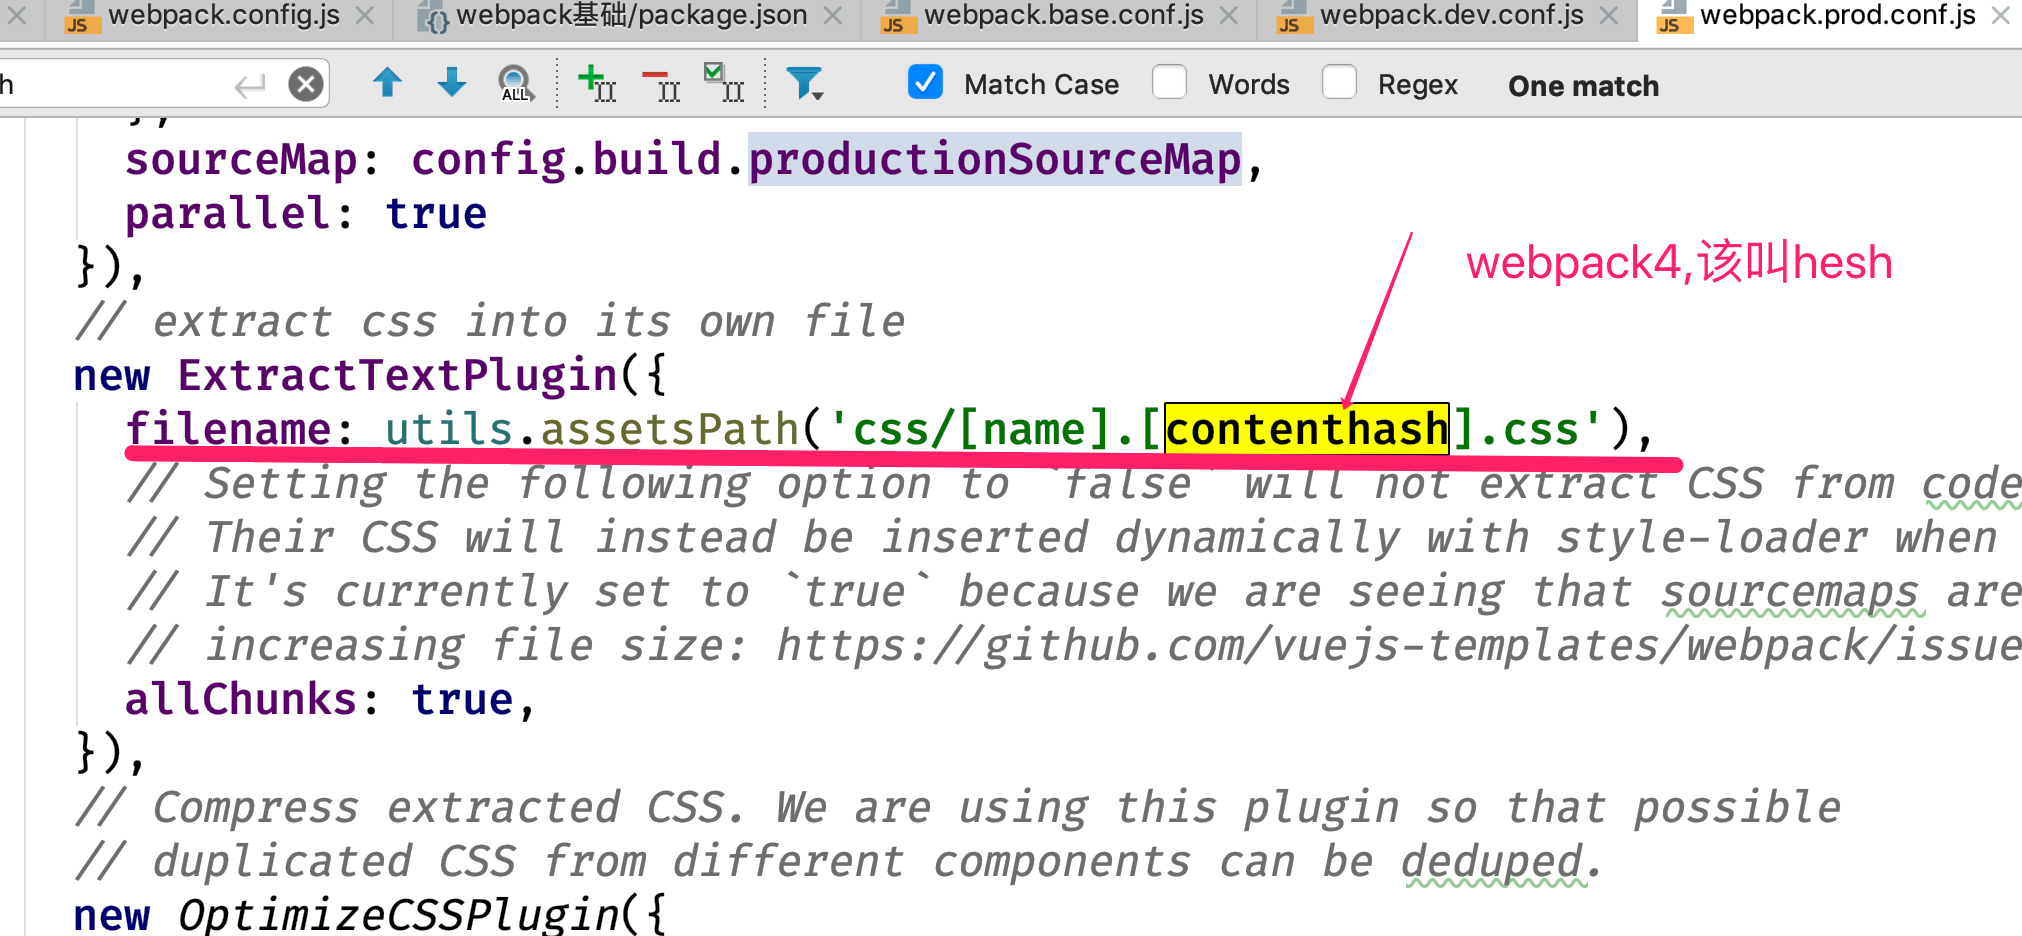 webpack.config.js
webpack基础/package.json
webpack.base.conf.js
webpack.dev.conf.js
webpack.prod.conf.js
h
ALL
Match Case
Words
Regex
One match
},
sourceMap: config.build.productionSourceMap,
parallel: true
}),
webpack4,该叫hesh
// extract css into its own file
new ExtractTextPlugin({
filename: utils.assetsPath('css/[name].[contenthash].css'),
// Setting the following option to `false` will not extract CSS from code
// Their CSS will instead be inserted dynamically with style-loader when
// It's currently set to `true` because we are seeing that sourcemaps are
// increasing file size: https://github.com/vuejs-templates/webpack/issue
allChunks: true,
}),
// Compress extracted CSS. We are using this plugin so that possible
// duplicated CSS from different components can be deduped.
new OptimizeCSSPlugin({